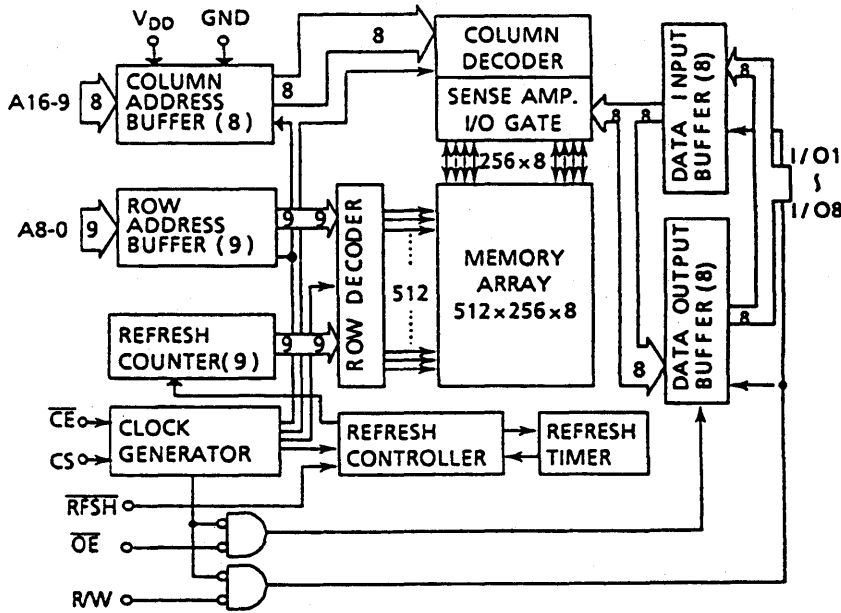 VDD GND
A16-9
8
COLUMN
ADDRESS
BUFFER (8)
8
8
COLUMN
DECODER
SENSE AMP.
I/O GATE
8
8
8
DATA INPUT
BUFFER (8)
I/O1
~
I/O8
256×8
A8-0
9
ROW
ADDRESS
BUFFER (9)
9 9
ROW DECODER
512
MEMORY
ARRAY
512×256×8
8
DATA OUTPUT
BUFFER (8)
8
REFRESH
COUNTER(9)
9 9
C̅E̅
CS
CLOCK
GENERATOR
REFRESH
CONTROLLER
REFRESH
TIMER
R̅F̅S̅H̅
O̅E̅
R/W